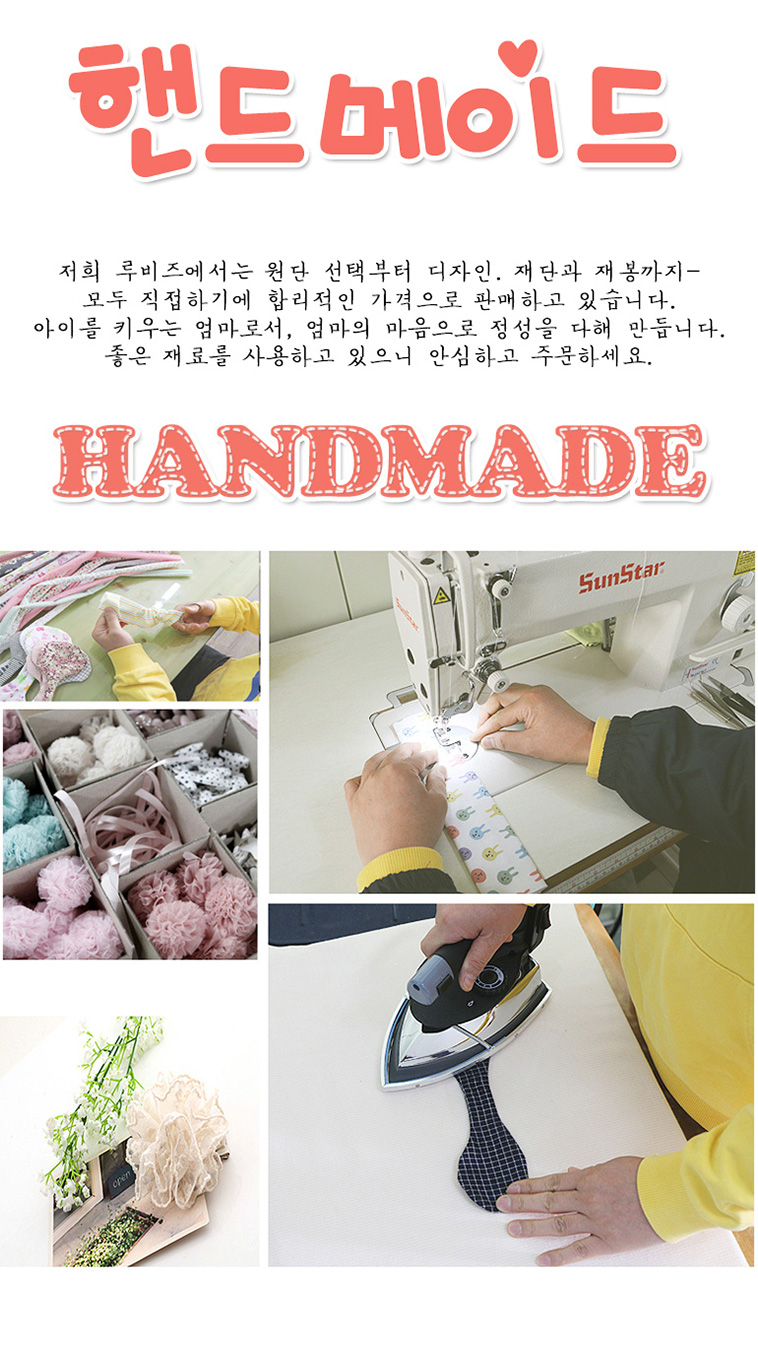 핸드메이드
저희 루비즈에서는 원단 선택부터 디자인. 재단과 재봉까지-
모두 직접하기에 합리적인 가격으로 판매하고 있습니다.
아이를 키우는 엄마로서, 엄마의 마음으로 정성을 다해 만듭니다.
좋은 재료를 사용하고 있으니 안심하고 주문하세요.
HANDMADE
SunStar
SunStar
open